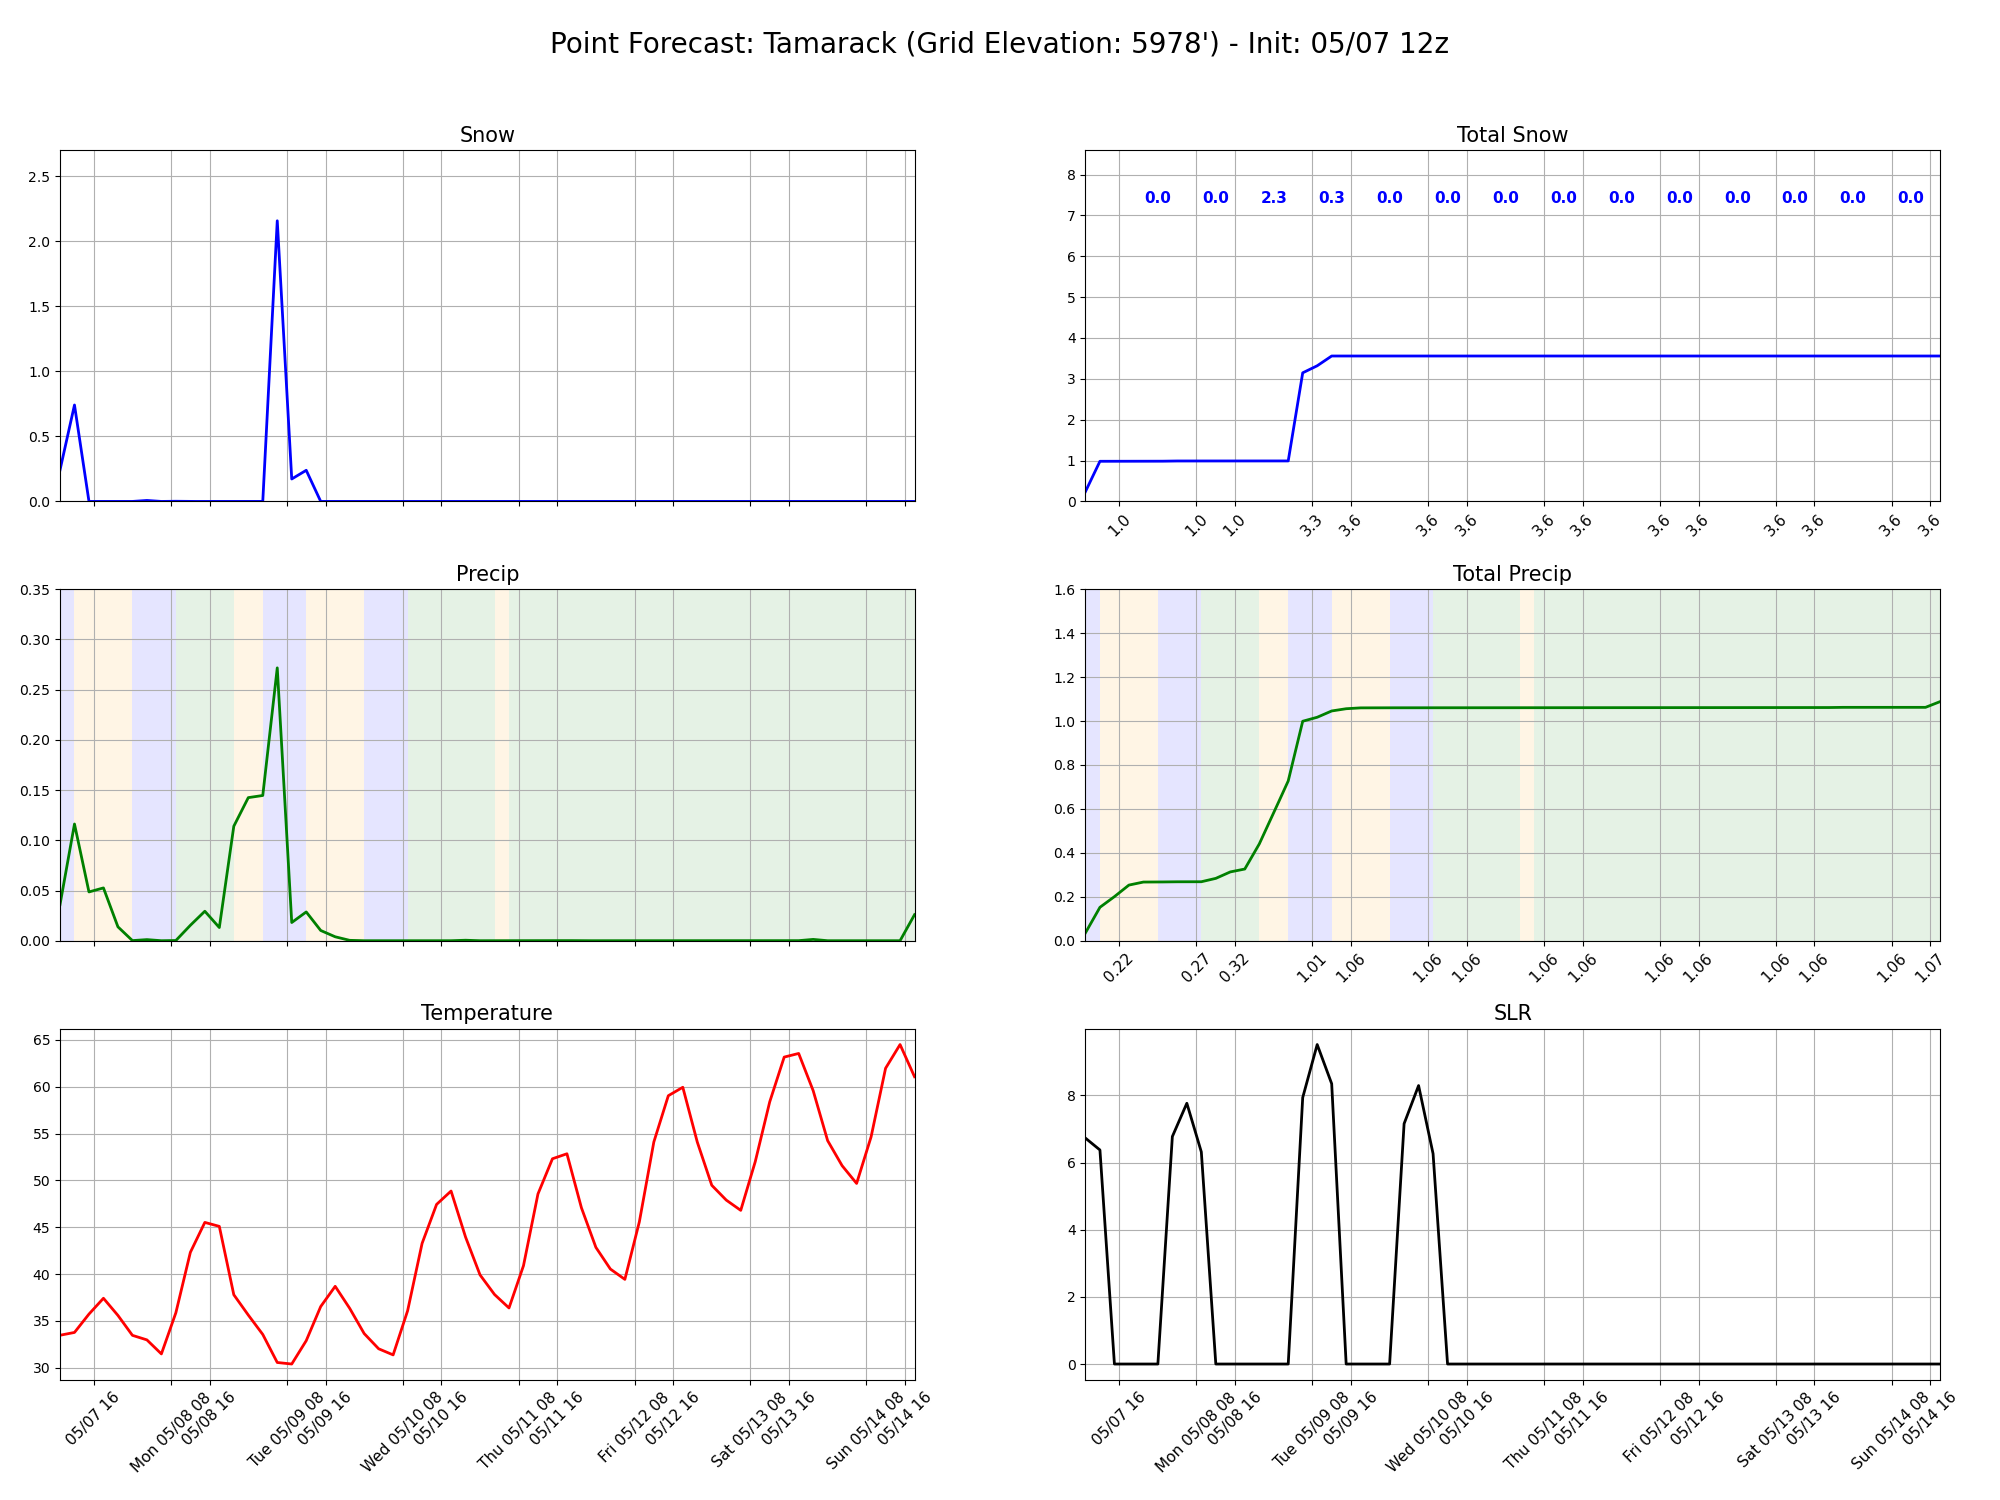 Point Forecast: Tamarack (Grid Elevation: 5978') - Init: 05/07 12z
Snow
2.5
2.0
1.5
1.0
0.5
0.0
Total Snow
8
7
6
5
4
3
2
1
0
0.0 0.0 2.3 0.3 0.0 0.0 0.0 0.0 0.0 0.0 0.0 0.0 0.0 0.0
1.0 1.0 1.0 3.3 3.6 3.6 3.6 3.6 3.6 3.6 3.6 3.6 3.6 3.6 3.6
Precip
0.35
0.30
0.25
0.20
0.15
0.10
0.05
0.00
Total Precip
1.6
1.4
1.2
1.0
0.8
0.6
0.4
0.2
0.0
0.22 0.27 0.32 1.01 1.06 1.06 1.06 1.06 1.06 1.06 1.06 1.06 1.06 1.06 1.07
Temperature
65
60
55
50
45
40
35
30
05/07 16
Mon 05/08 08
05/08 16
Tue 05/09 08
05/09 16
Wed 05/10 08
05/10 16
Thu 05/11 08
05/11 16
Fri 05/12 08
05/12 16
Sat 05/13 08
05/13 16
Sun 05/14 08
05/14 16
SLR
8
6
4
2
0
05/07 16
Mon 05/08 08
05/08 16
Tue 05/09 08
05/09 16
Wed 05/10 08
05/10 16
Thu 05/11 08
05/11 16
Fri 05/12 08
05/12 16
Sat 05/13 08
05/13 16
Sun 05/14 08
05/14 16